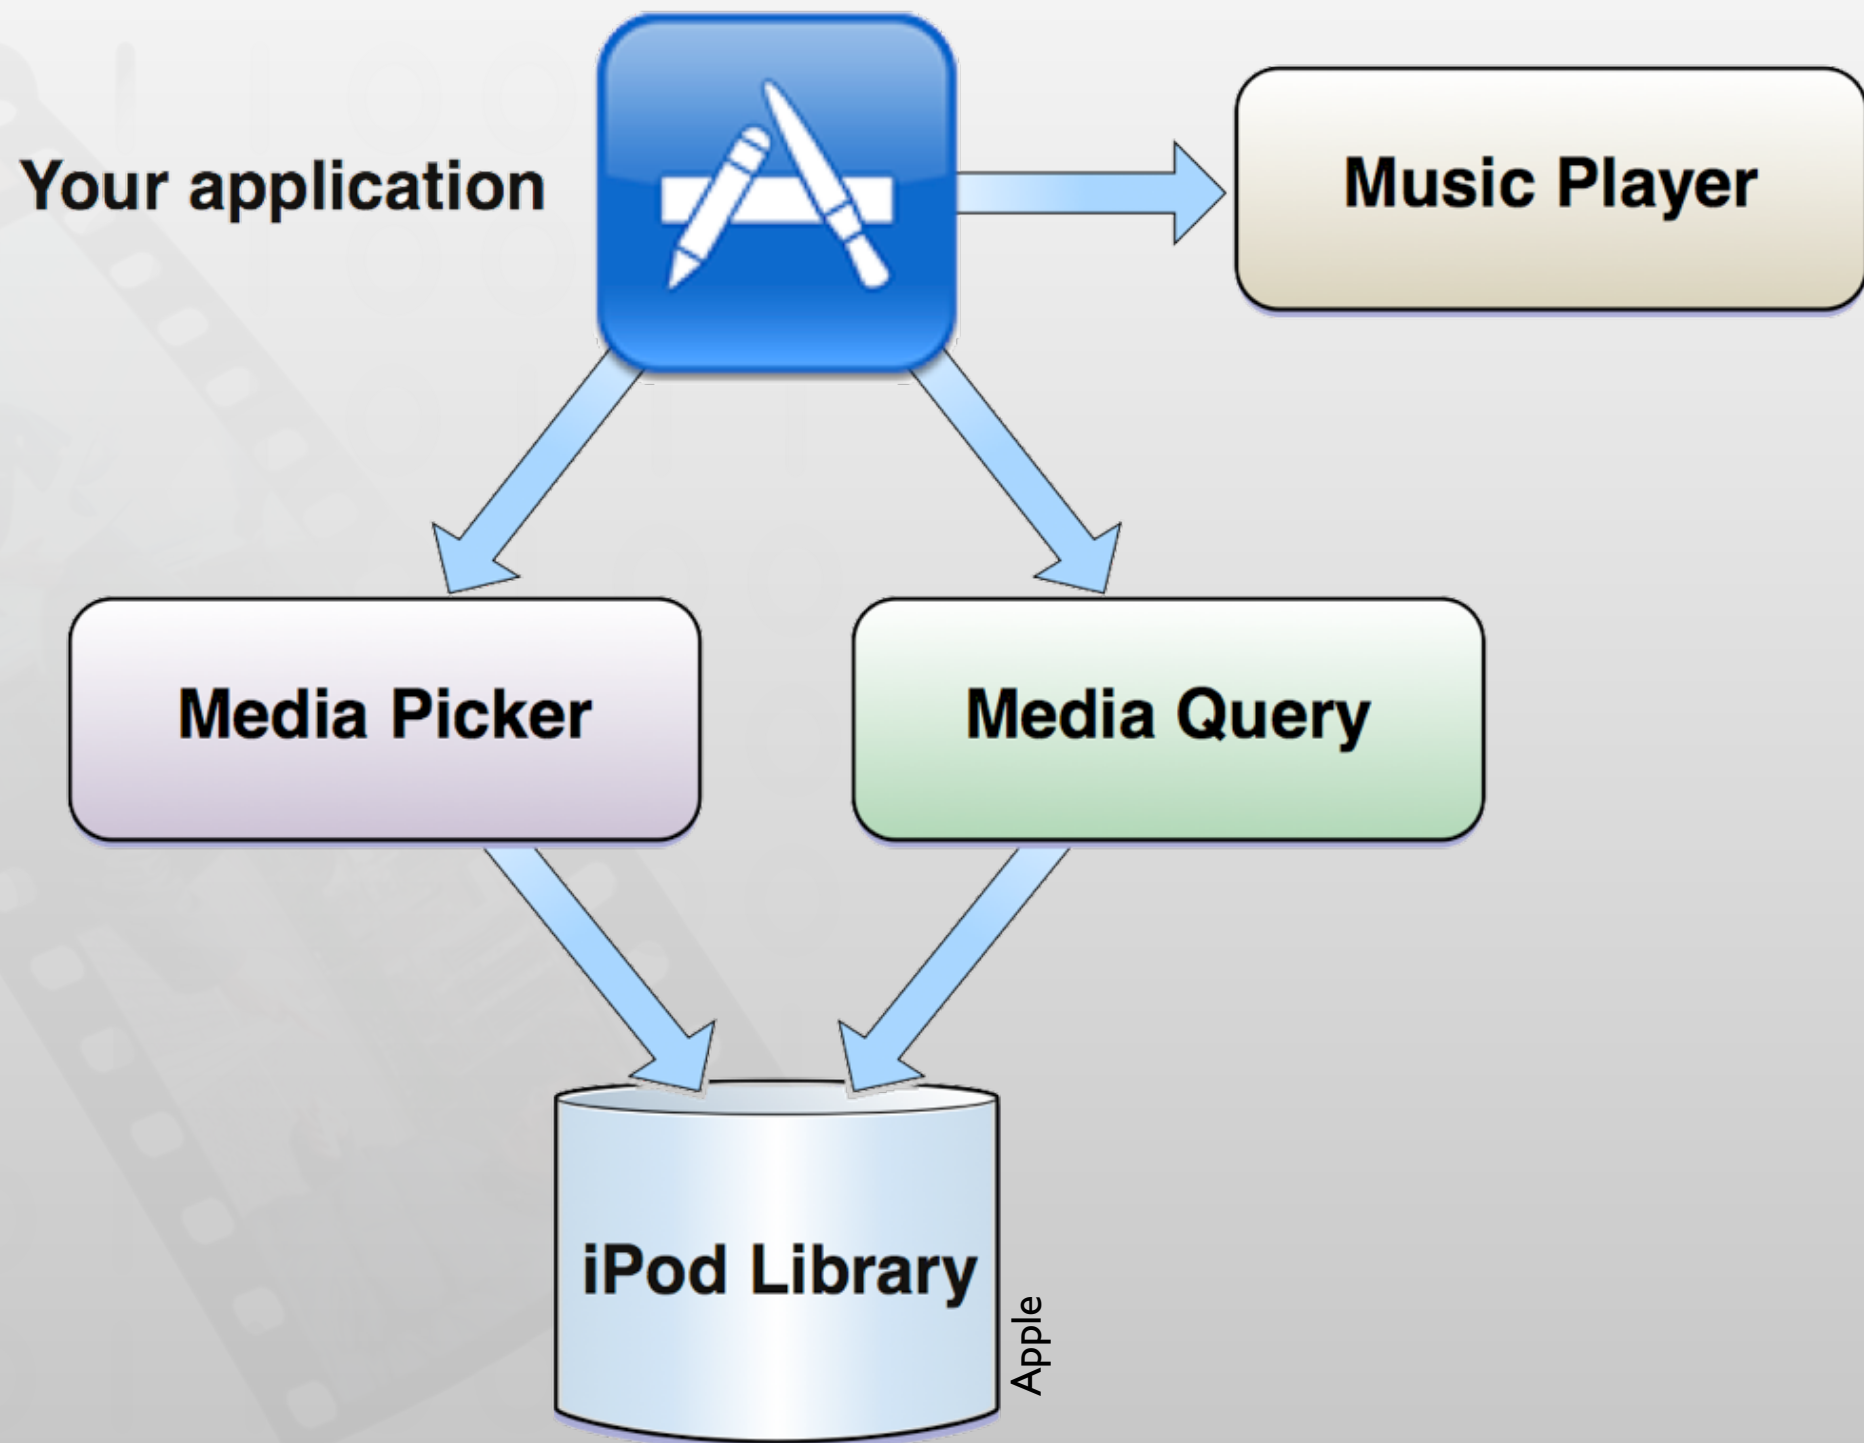 Your application
Music Player
Media Picker
Media Query
iPod Library
Apple